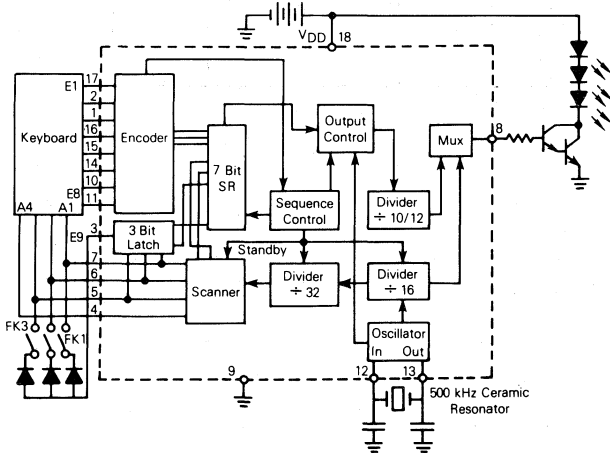 VDD
18
E1
17
2
1
Keyboard
16
15
14
10
E8
11
A4
A1
Encoder
7 Bit
SR
Output
Control
Mux
8
Sequence
Control
Divider
÷ 10/12
E9
3
3 Bit
Latch
Standby
7
6
5
4
Scanner
Divider
÷ 32
Divider
÷ 16
FK3
FK1
Oscillator
In
Out
9
12
13
500 kHz Ceramic
Resonator